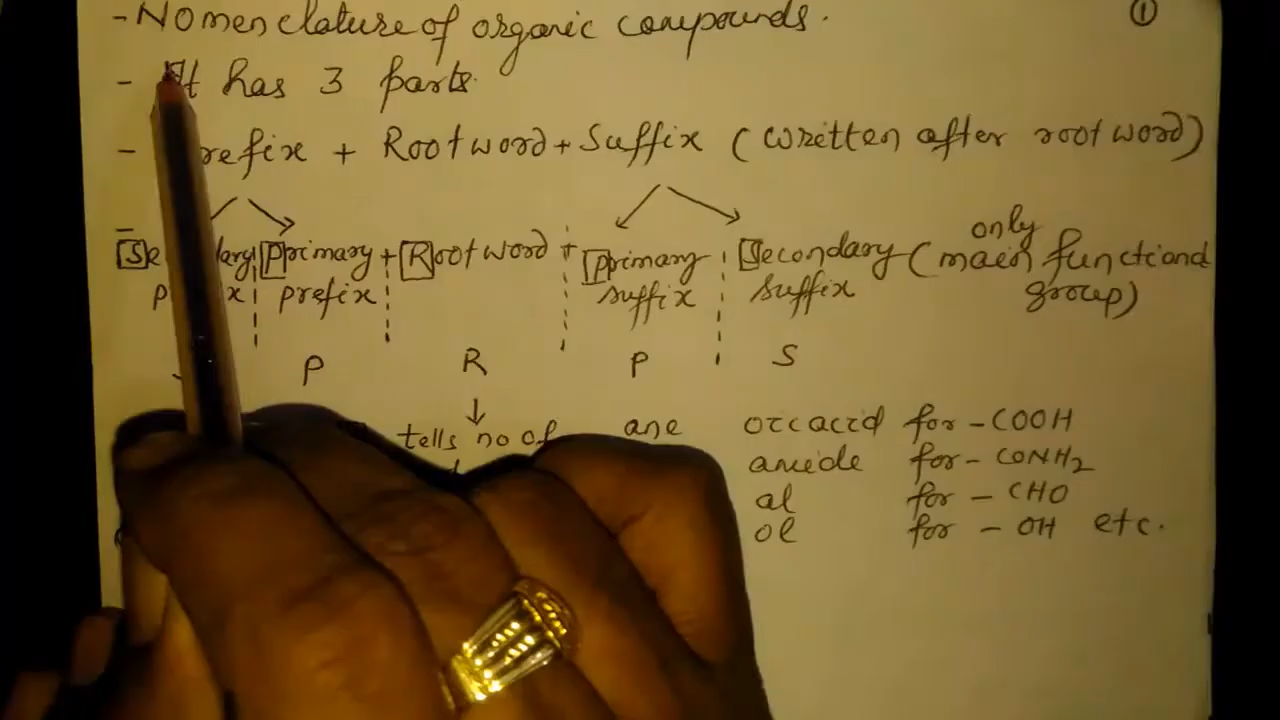 - Nomenclature of organic compounds. ①
- It has 3 parts.
- Prefix + Root word + Suffix (written after root word)
primary + Root word + primary Secondary (only main functional group)
prefix suffix suffix
P R P S
tells no of ane oic acid for -COOH
amide for - CONH2
al for - CHO
ol for - OH etc.